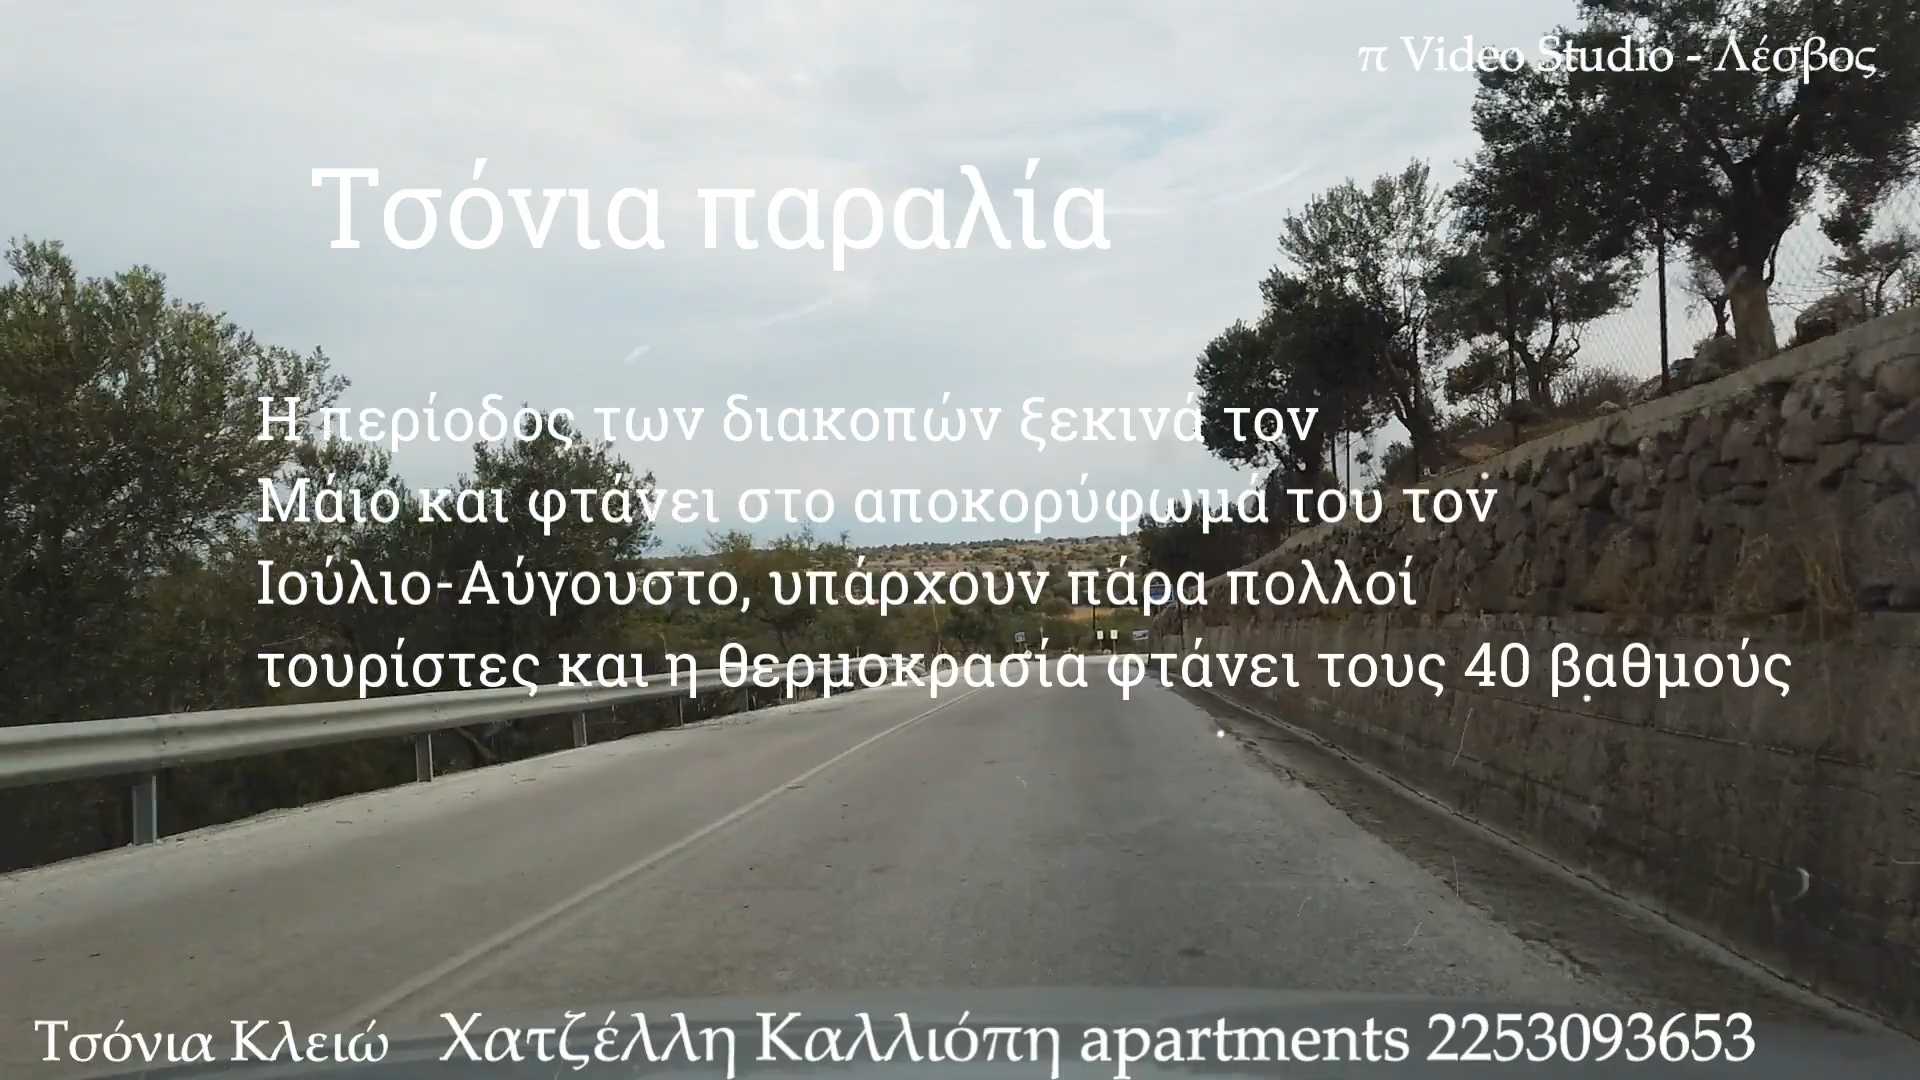 π Video Studio - Λέσβος
Τσόνια παραλία
Η περίοδος των διακοπών ξεκινά τον
Μάιο και φτάνει στο αποκορύφωμά του τον
Ιούλιο-Αύγουστο, υπάρχουν πάρα πολλοί
τουρίστες και η θερμοκρασία φτάνει τους 40 βαθμούς
Τσόνια Κλειώ Χατζέλλη Καλλιόπη apartments 2253093653